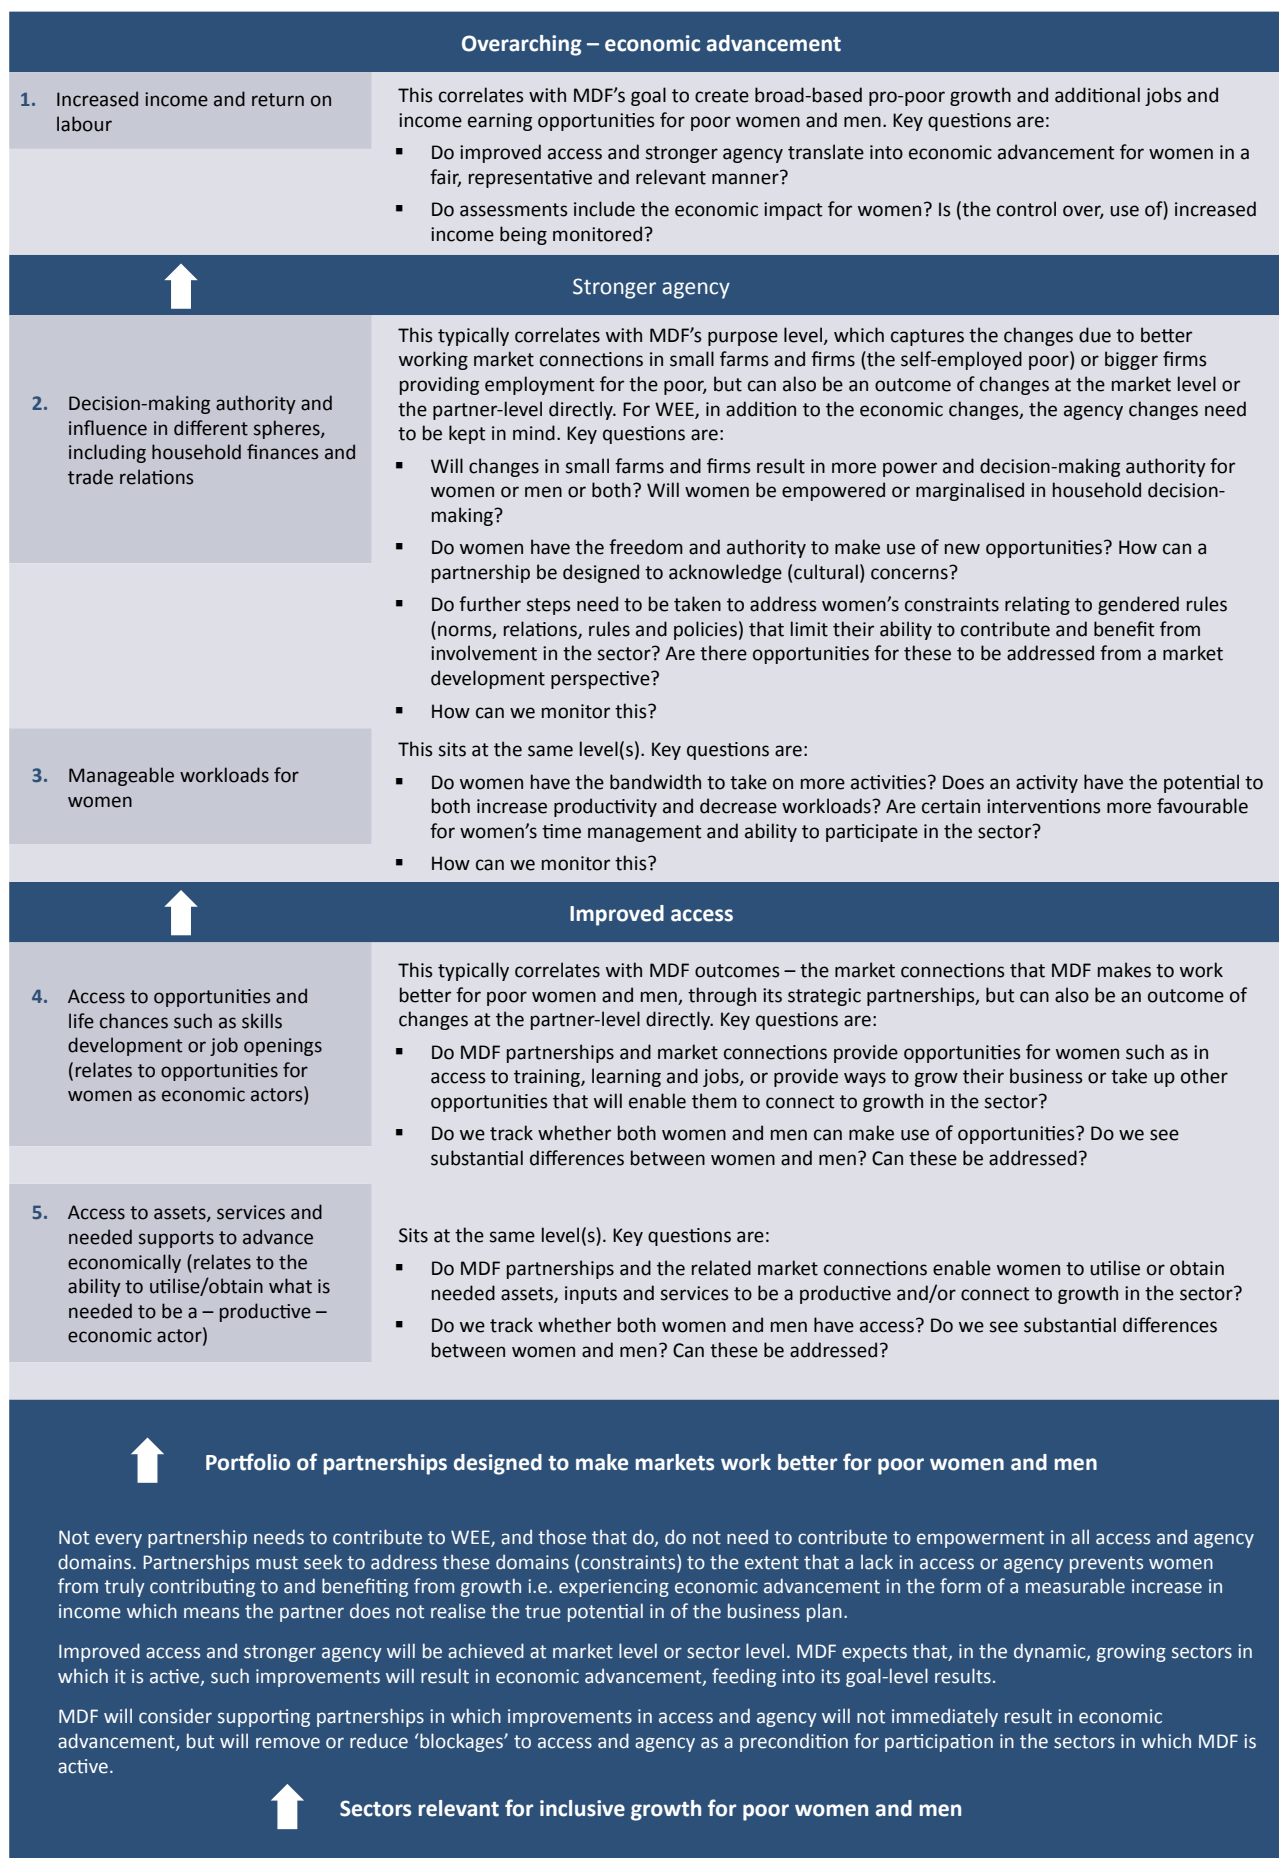 Overarching – economic advancement
1. Increased income and return on
labour
This correlates with MDF's goal to create broad-based pro-poor growth and additional jobs and
income earning opportunities for poor women and men. Key questions are:
▪ Do improved access and stronger agency translate into economic advancement for women in a
fair, representative and relevant manner?
▪ Do assessments include the economic impact for women? Is (the control over, use of) increased
income being monitored?
Stronger agency
2. Decision-making authority and
influence in different spheres,
including household finances and
trade relations
This typically correlates with MDF's purpose level, which captures the changes due to better
working market connections in small farms and firms (the self-employed poor) or bigger firms
providing employment for the poor, but can also be an outcome of changes at the market level or
the partner-level directly. For WEE, in addition to the economic changes, the agency changes need
to be kept in mind. Key questions are:
▪ Will changes in small farms and firms result in more power and decision-making authority for
women or men or both? Will women be empowered or marginalised in household decision-
making?
▪ Do women have the freedom and authority to make use of new opportunities? How can a
partnership be designed to acknowledge (cultural) concerns?
▪ Do further steps need to be taken to address women's constraints relating to gendered rules
(norms, relations, rules and policies) that limit their ability to contribute and benefit from
involvement in the sector? Are there opportunities for these to be addressed from a market
development perspective?
▪ How can we monitor this?
3. Manageable workloads for
women
This sits at the same level(s). Key questions are:
▪ Do women have the bandwidth to take on more activities? Does an activity have the potential to
both increase productivity and decrease workloads? Are certain interventions more favourable
for women's time management and ability to participate in the sector?
▪ How can we monitor this?
Improved access
4. Access to opportunities and
life chances such as skills
development or job openings
(relates to opportunities for
women as economic actors)
This typically correlates with MDF outcomes – the market connections that MDF makes to work
better for poor women and men, through its strategic partnerships, but can also be an outcome of
changes at the partner-level directly. Key questions are:
▪ Do MDF partnerships and market connections provide opportunities for women such as in
access to training, learning and jobs, or provide ways to grow their business or take up other
opportunities that will enable them to connect to growth in the sector?
▪ Do we track whether both women and men can make use of opportunities? Do we see
substantial differences between women and men? Can these be addressed?
5. Access to assets, services and
needed supports to advance
economically (relates to the
ability to utilise/obtain what is
needed to be a – productive –
economic actor)
Sits at the same level(s). Key questions are:
▪ Do MDF partnerships and the related market connections enable women to utilise or obtain
needed assets, inputs and services to be a productive and/or connect to growth in the sector?
▪ Do we track whether both women and men have access? Do we see substantial differences
between women and men? Can these be addressed?
Portfolio of partnerships designed to make markets work better for poor women and men
Not every partnership needs to contribute to WEE, and those that do, do not need to contribute to empowerment in all access and agency
domains. Partnerships must seek to address these domains (constraints) to the extent that a lack in access or agency prevents women
from truly contributing to and benefiting from growth i.e. experiencing economic advancement in the form of a measurable increase in
income which means the partner does not realise the true potential in of the business plan.
Improved access and stronger agency will be achieved at market level or sector level. MDF expects that, in the dynamic, growing sectors in
which it is active, such improvements will result in economic advancement, feeding into its goal-level results.
MDF will consider supporting partnerships in which improvements in access and agency will not immediately result in economic
advancement, but will remove or reduce 'blockages' to access and agency as a precondition for participation in the sectors in which MDF is
active.
Sectors relevant for inclusive growth for poor women and men